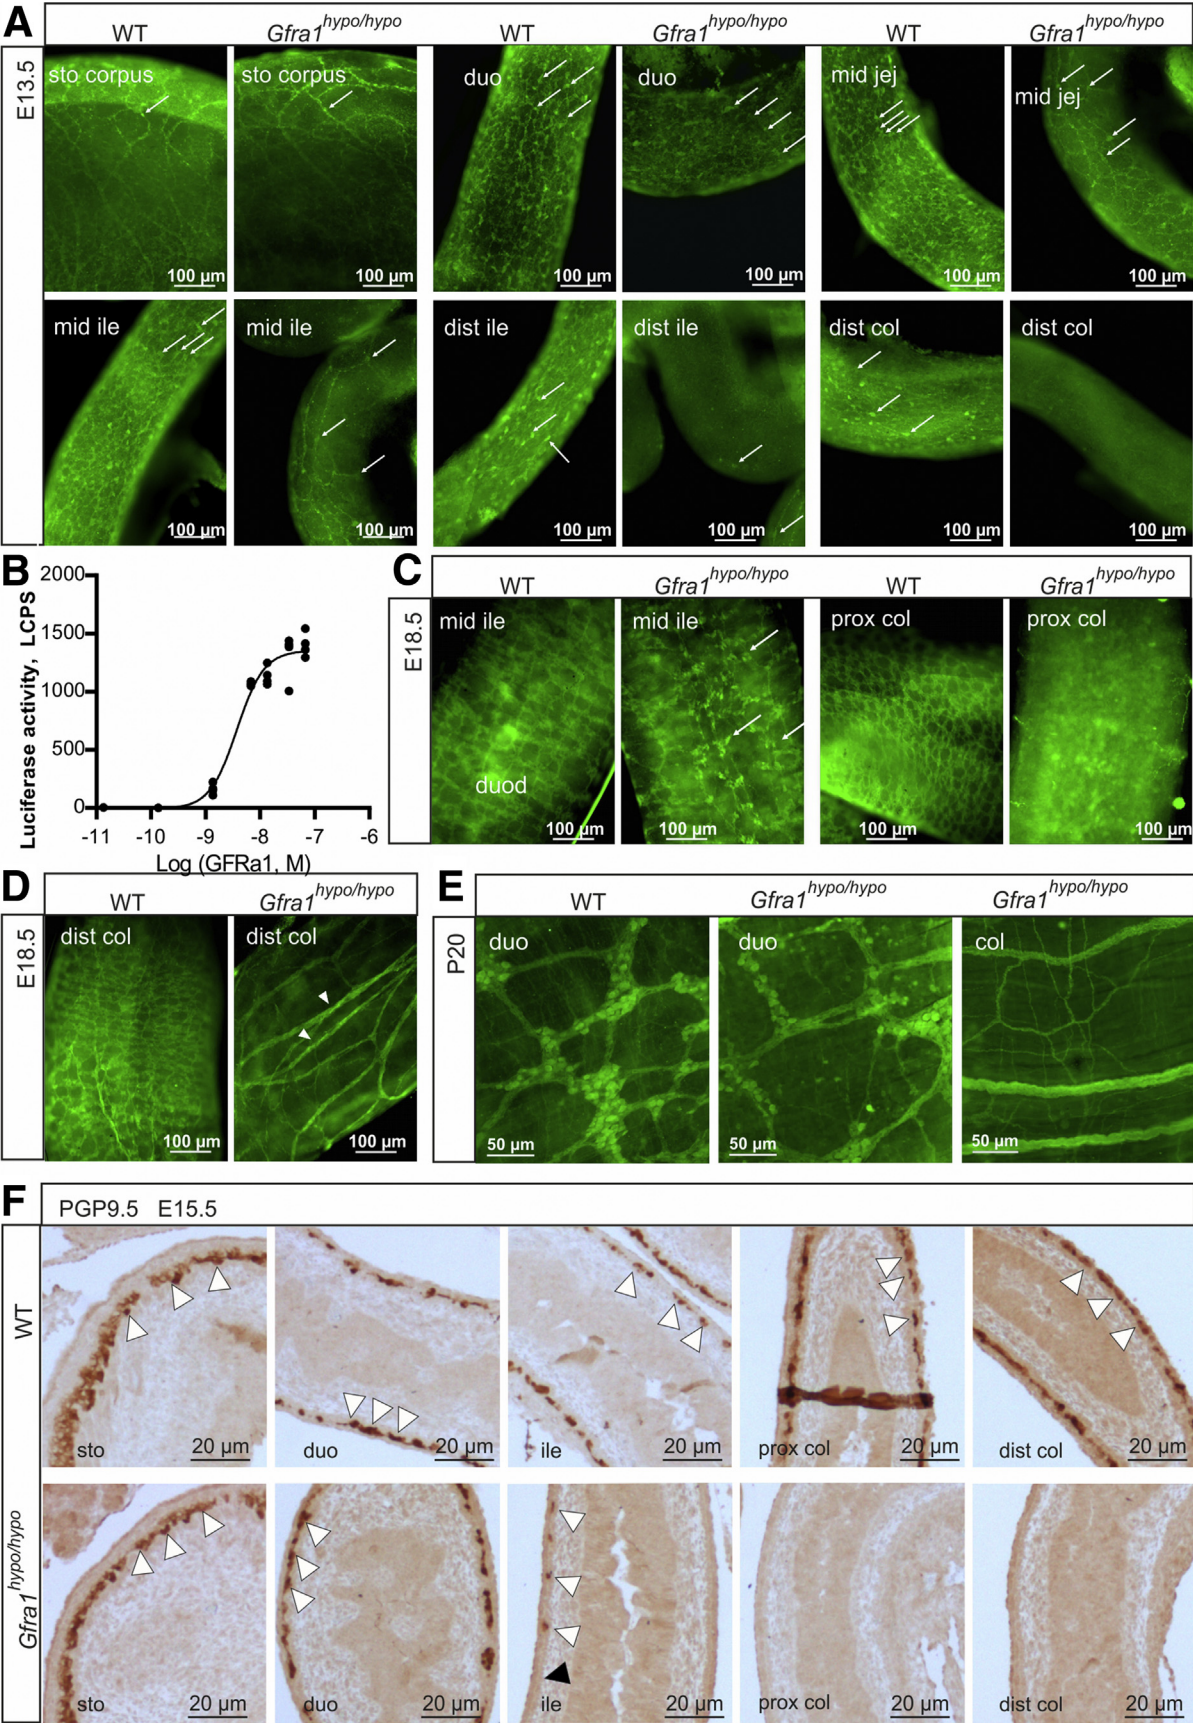 A
WT
Gfra1hypo/hypo
WT
Gfra1hypo/hypo
WT
Gfra1hypo/hypo
E13.5
sto corpus
sto corpus
duo
duo
mid jej
mid jej
100 µm
100 µm
100 µm
100 µm
100 µm
100 µm
mid ile
mid ile
dist ile
dist ile
dist col
dist col
100 µm
100 µm
100 µm
100 µm
100 µm
100 µm
B
Luciferase activity, LCPS
2000
1500
1000
500
0
-11
-10
-9
-8
-7
-6
Log (GFRa1, M)
C
WT
Gfra1hypo/hypo
WT
Gfra1hypo/hypo
E18.5
mid ile
mid ile
prox col
prox col
duod
100 µm
100 µm
100 µm
100 µm
D
WT
Gfra1hypo/hypo
E18.5
dist col
dist col
100 µm
100 µm
E
WT
Gfra1hypo/hypo
Gfra1hypo/hypo
P20
duo
duo
col
50 µm
50 µm
50 µm
F
PGP9.5 E15.5
WT
sto
20 µm
duo
20 µm
ile
20 µm
prox col
20 µm
dist col
20 µm
Gfra1hypo/hypo
sto
20 µm
duo
20 µm
ile
20 µm
prox col
20 µm
dist col
20 µm